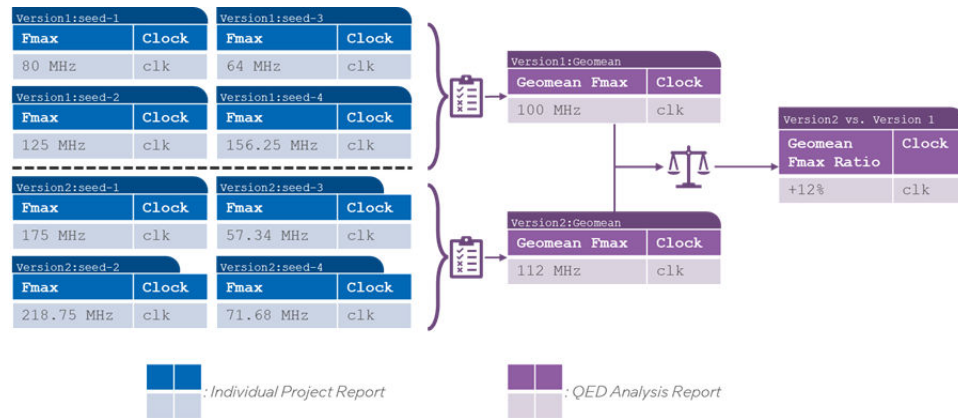 Version1:seed-1
Fmax Clock
80 MHz clk
Version1:seed-3
Fmax Clock
64 MHz clk
Version1:seed-2
Fmax Clock
125 MHz clk
Version1:seed-4
Fmax Clock
156.25 MHz clk
Version2:seed-1
Fmax Clock
175 MHz clk
Version2:seed-3
Fmax Clock
57.34 MHz clk
Version2:seed-2
Fmax Clock
218.75 MHz clk
Version2:seed-4
Fmax Clock
71.68 MHz clk
Version1:Geomean
Geomean Fmax Clock
100 MHz clk
Version2:Geomean
Geomean Fmax Clock
112 MHz clk
Version2 vs. Version 1
Geomean Clock
Fmax Ratio
+12% clk
: Individual Project Report
: QED Analysis Report